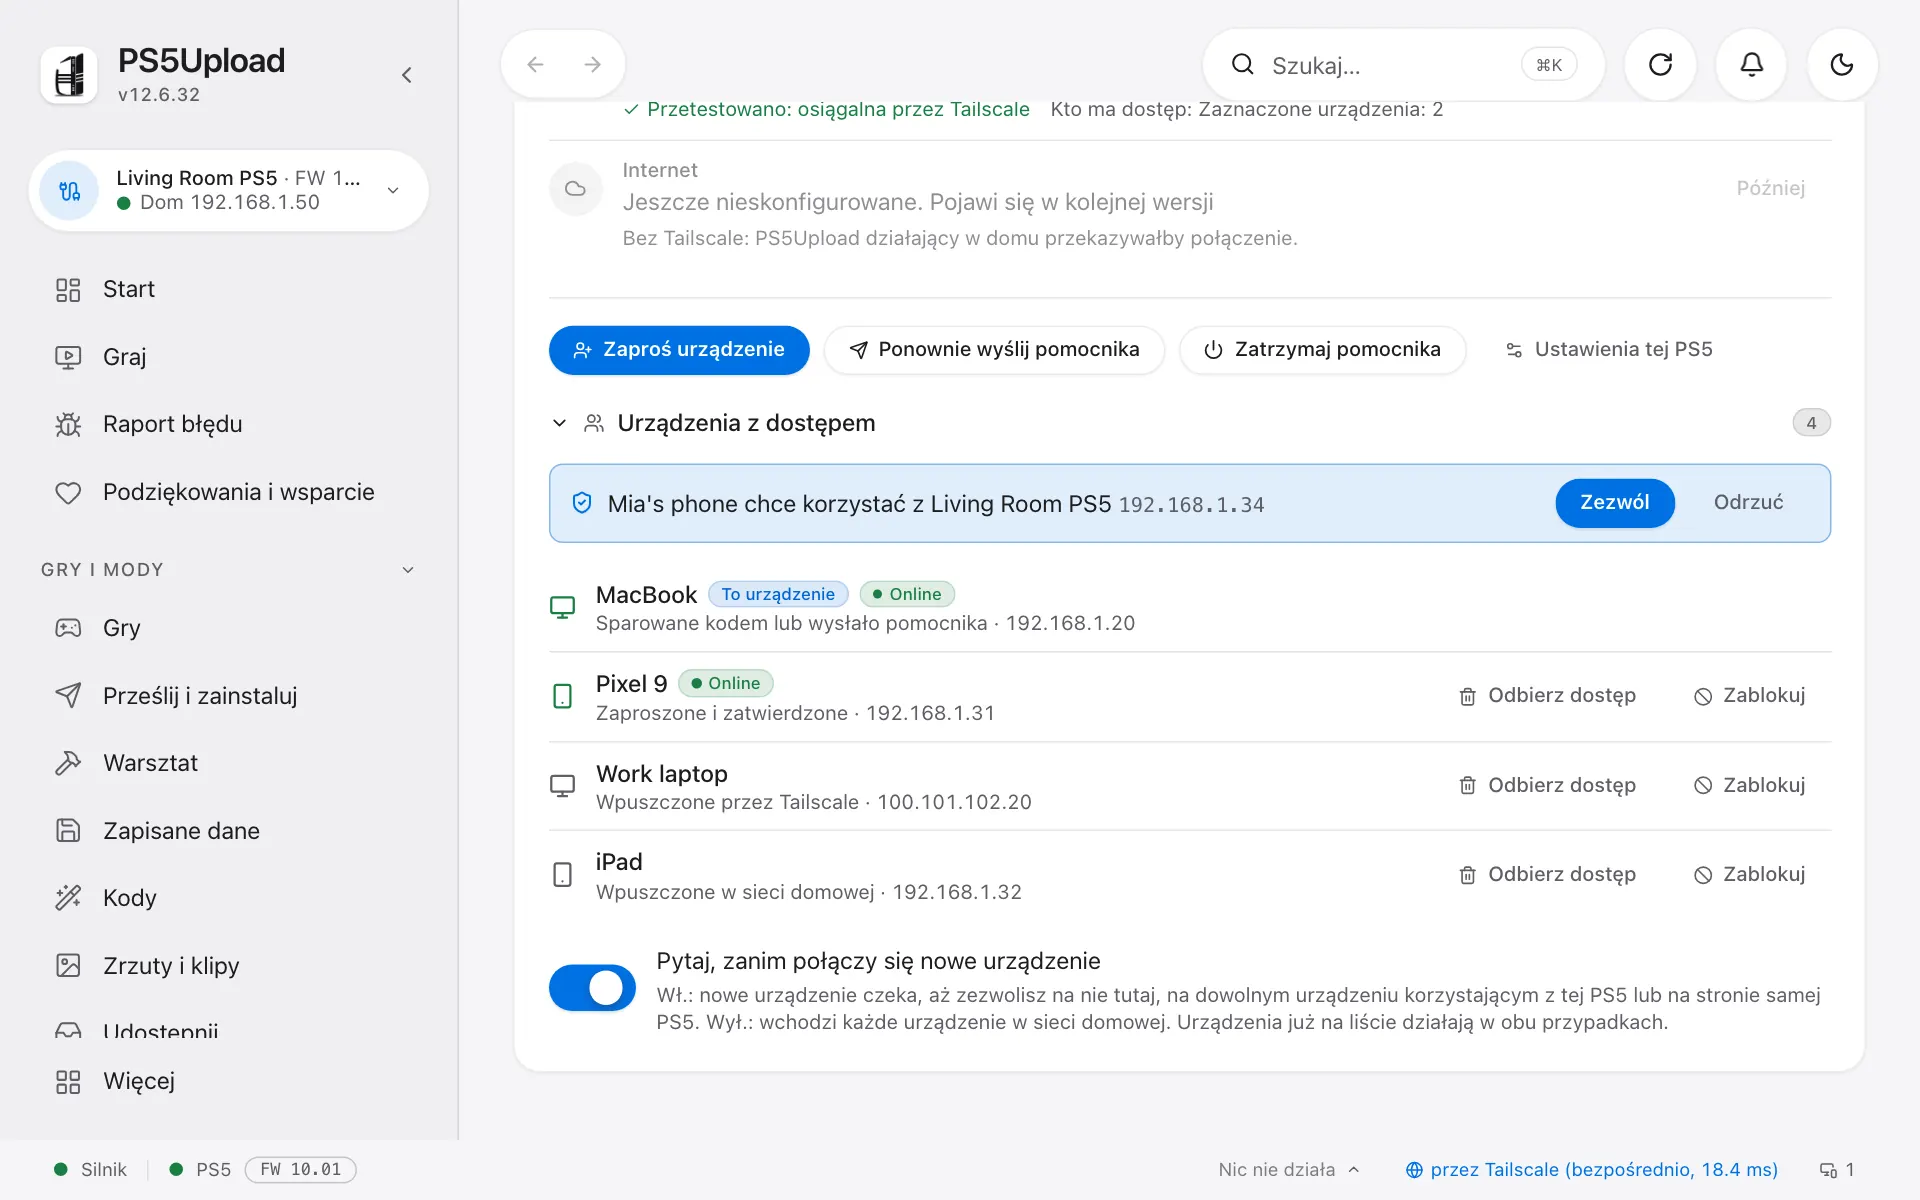 PS5Upload
v12.6.32
Living Room PS5 · FW 1...
Dom 192.168.1.50
Start
Graj
Raport błędu
Podziękowania i wsparcie
GRY I MODY
Gry
Prześlij i zainstaluj
Warsztat
Zapisane dane
Kody
Zrzuty i klipy
Udostępnij
Więcej
Szukaj...
⌘K
✓ Przetestowano: osiągalna przez Tailscale Kto ma dostęp: Zaznaczone urządzenia: 2
Internet
Jeszcze nieskonfigurowane. Pojawi się w kolejnej wersji
Później
Bez Tailscale: PS5Upload działający w domu przekazywałby połączenie.
Zaproś urządzenie
Ponownie wyślij pomocnika
Zatrzymaj pomocnika
Ustawienia tej PS5
Urządzenia z dostępem
4
Mia's phone chce korzystać z Living Room PS5 192.168.1.34
Zezwól
Odrzuć
MacBook To urządzenie Online
Sparowane kodem lub wysłało pomocnika · 192.168.1.20
Pixel 9 Online
Zaproszone i zatwierdzone · 192.168.1.31
Odbierz dostęp
Zablokuj
Work laptop
Wpuszczone przez Tailscale · 100.101.102.20
Odbierz dostęp
Zablokuj
iPad
Wpuszczone w sieci domowej · 192.168.1.32
Odbierz dostęp
Zablokuj
Pytaj, zanim połączy się nowe urządzenie
Wł.: nowe urządzenie czeka, aż zezwolisz na nie tutaj, na dowolnym urządzeniu korzystającym z tej PS5 lub na stronie samej
PS5. Wył.: wchodzi każde urządzenie w sieci domowej. Urządzenia już na liście działają w obu przypadkach.
Silnik
PS5
FW 10.01
Nic nie działa
przez Tailscale (bezpośrednio, 18.4 ms)
1